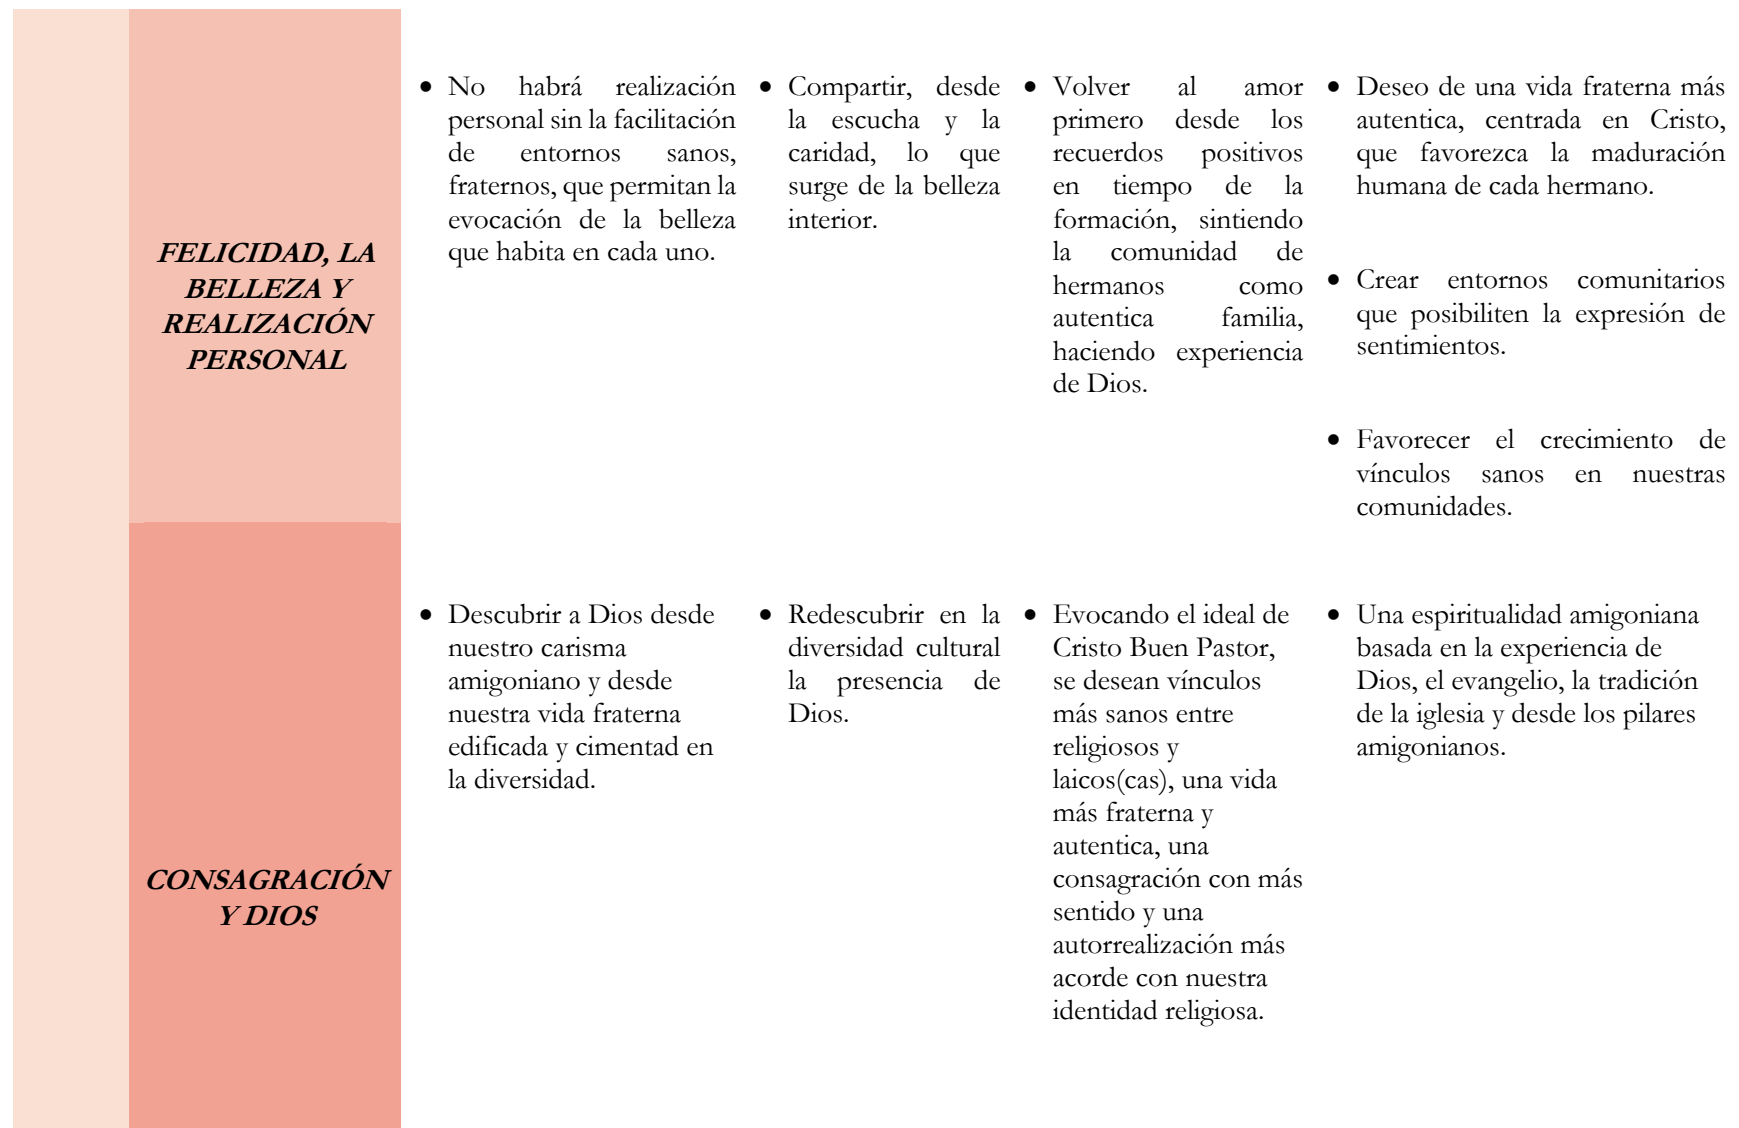 FELICIDAD, LA
BELLEZA Y
REALIZACIÓN
PERSONAL
• No habrá realización
personal sin la facilitación
de entornos sanos,
fraternos, que permitan la
evocación de la belleza
que habita en cada uno.
• Compartir, desde
la escucha y la
caridad, lo que
surge de la belleza
interior.
• Volver al amor
primero desde los
recuerdos positivos
en tiempo de la
formación, sintiendo
la comunidad de
hermanos como
autentica familia,
haciendo experiencia
de Dios.
• Deseo de una vida fraterna más
autentica, centrada en Cristo,
que favorezca la maduración
humana de cada hermano.
• Crear entornos comunitarios
que posibiliten la expresión de
sentimientos.
• Favorecer el crecimiento de
vínculos sanos en nuestras
comunidades.
CONSAGRACIÓN
Y DIOS
• Descubrir a Dios desde
nuestro carisma
amigoniano y desde
nuestra vida fraterna
edificada y cimentad en
la diversidad.
• Redescubrir en la
diversidad cultural
la presencia de
Dios.
• Evocando el ideal de
Cristo Buen Pastor,
se desean vínculos
más sanos entre
religiosos y
laicos(cas), una vida
más fraterna y
autentica, una
consagración con más
sentido y una
autorrealización más
acorde con nuestra
identidad religiosa.
• Una espiritualidad amigoniana
basada en la experiencia de
Dios, el evangelio, la tradición
de la iglesia y desde los pilares
amigonianos.